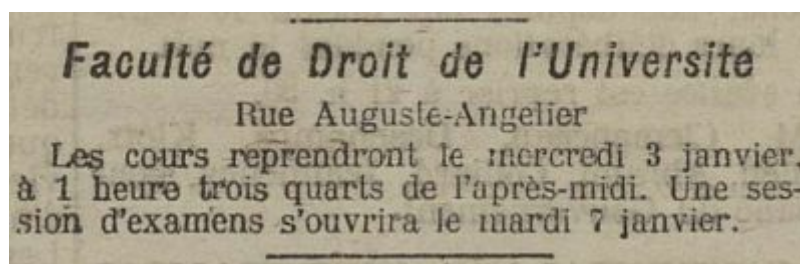 Faculté de Droit de l'Universite
Rue Auguste-Angelier
Les cours reprendront le mercredi 3 janvier.
à 1 heure trois quarts de l'après-midi. Une ses-
sion d'examens s'ouvrira le mardi 7 janvier.